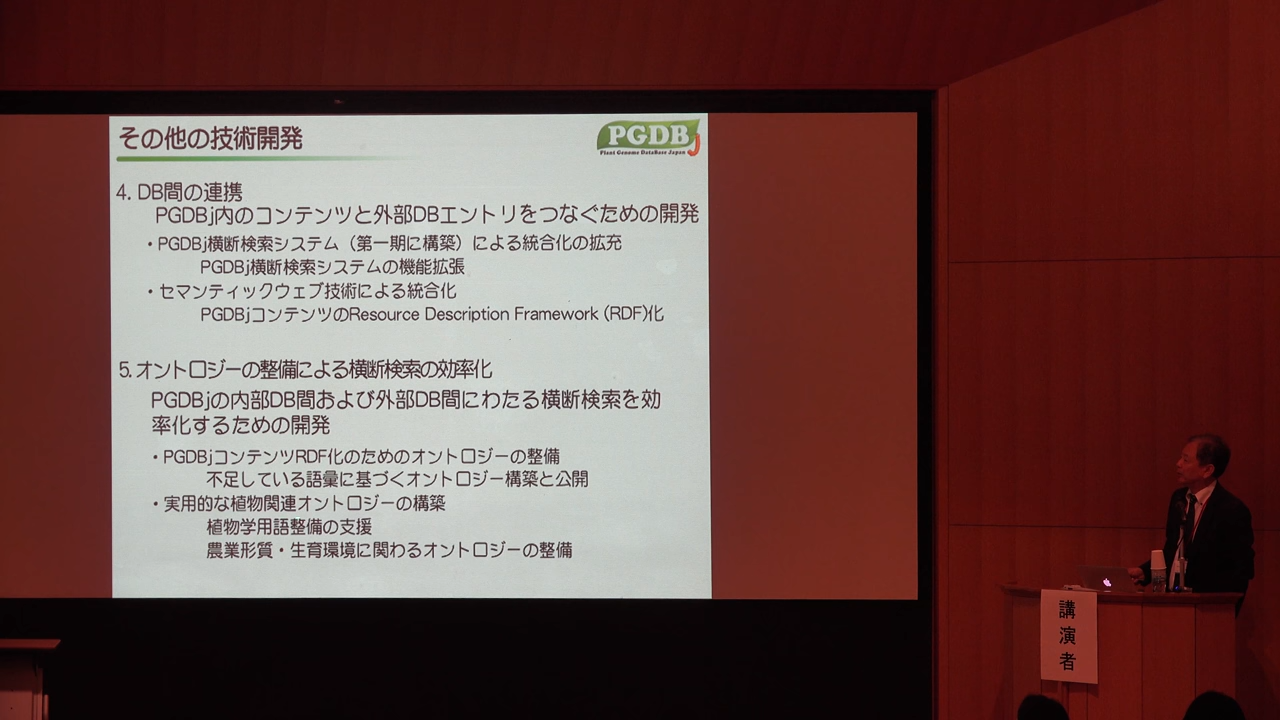 その他の技術開発
PGDBj
Plant Genome DataBase Japan
4. DB間の連携
PGDBj内のコンテンツと外部DBエントリをつなぐための開発
・PGDBj横断検索システム（第一期に構築）による統合化の拡充
PGDBj横断検索システムの機能拡張
・セマンティックウェブ技術による統合化
PGDBjコンテンツのResource Description Framework (RDF)化
5. オントロジーの整備による横断検索の効率化
PGDBjの内部DB間および外部DB間にわたる横断検索を効
率化するための開発
・PGDBjコンテンツRDF化のためのオントロジーの整備
不足している語彙に基づくオントロジー構築と公開
・実用的な植物関連オントロジーの構築
植物学用語整備の支援
農業形質・生育環境に関わるオントロジーの整備
講演者